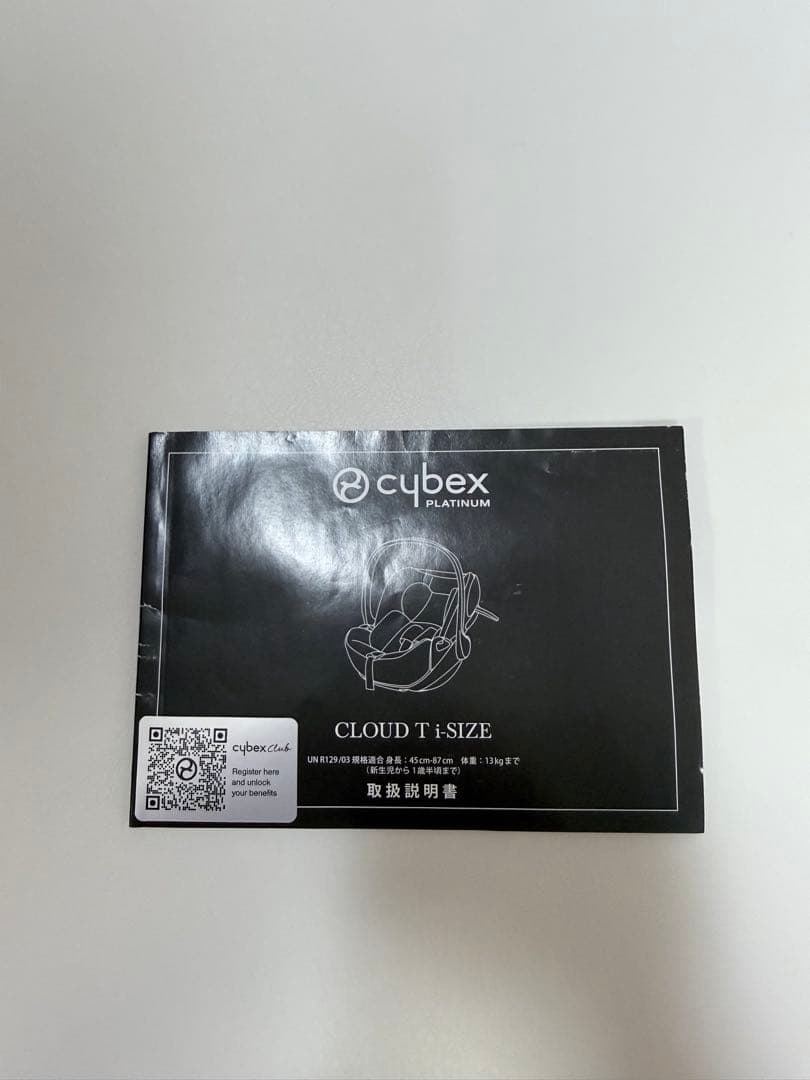 cybex
PLATINUM
CLOUD T i-SIZE
UN R129/03 規格適合 身長：45cm-87cm　体重：13kgまで
（新生児から1歳半頃まで）
取扱説明書
cybex Club
Register here
and unlock
your benefits